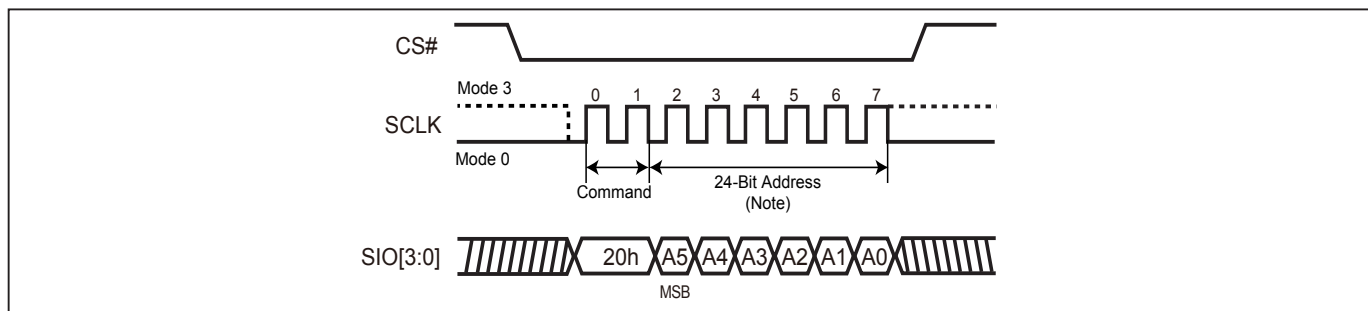 CS#
Mode 3
0 1 2 3 4 5 6 7
SCLK
Mode 0
Command
24-Bit Address
(Note)
SIO[3:0]
20h A5 A4 A3 A2 A1 A0
MSB